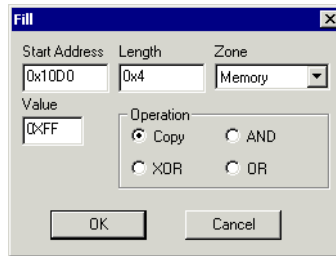 Fill
Start Address Length Zone
0x10D0 0x4 Memory
Value
0XFF
Operation
Copy AND
XOR OR
OK Cancel